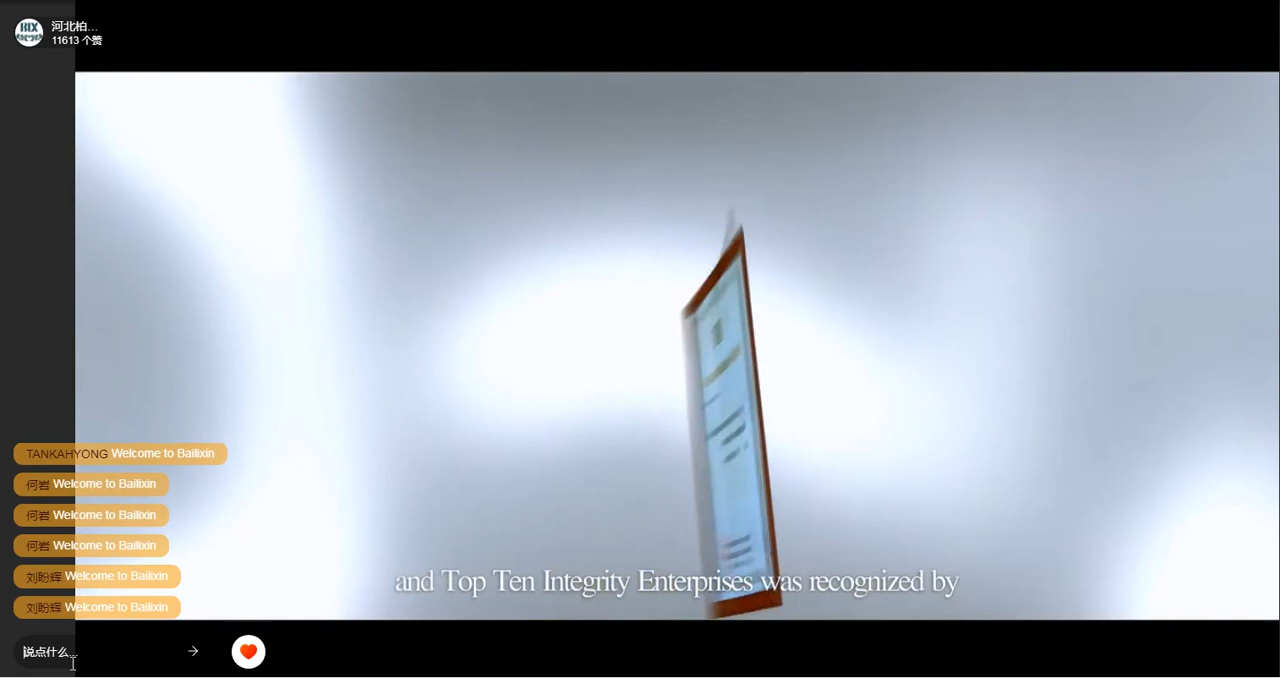 BIX
河北柏...
11613 个赞
TANKAHYONG Welcome to Bailixin
何岩 Welcome to Bailixin
何岩 Welcome to Bailixin
何岩 Welcome to Bailixin
刘盼辉 Welcome to Bailixin
刘盼辉 Welcome to Bailixin
and Top Ten Integrity Enterprises was recognized by
说点什么...